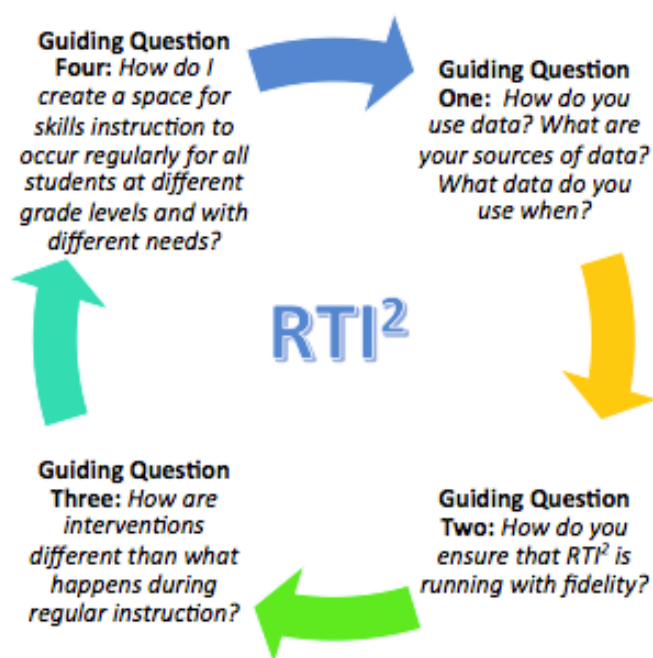 Guiding Question
One: How do you
use data? What are
your sources of data?
What data do you
use when?
Guiding Question
Two: How do you
ensure that RTI² is
running with fidelity?
Guiding Question
Three: How are
interventions
different than what
happens during
regular instruction?
Guiding Question
Four: How do I
create a space for
skills instruction to
occur regularly for all
students at different
grade levels and with
different needs?
RTI²